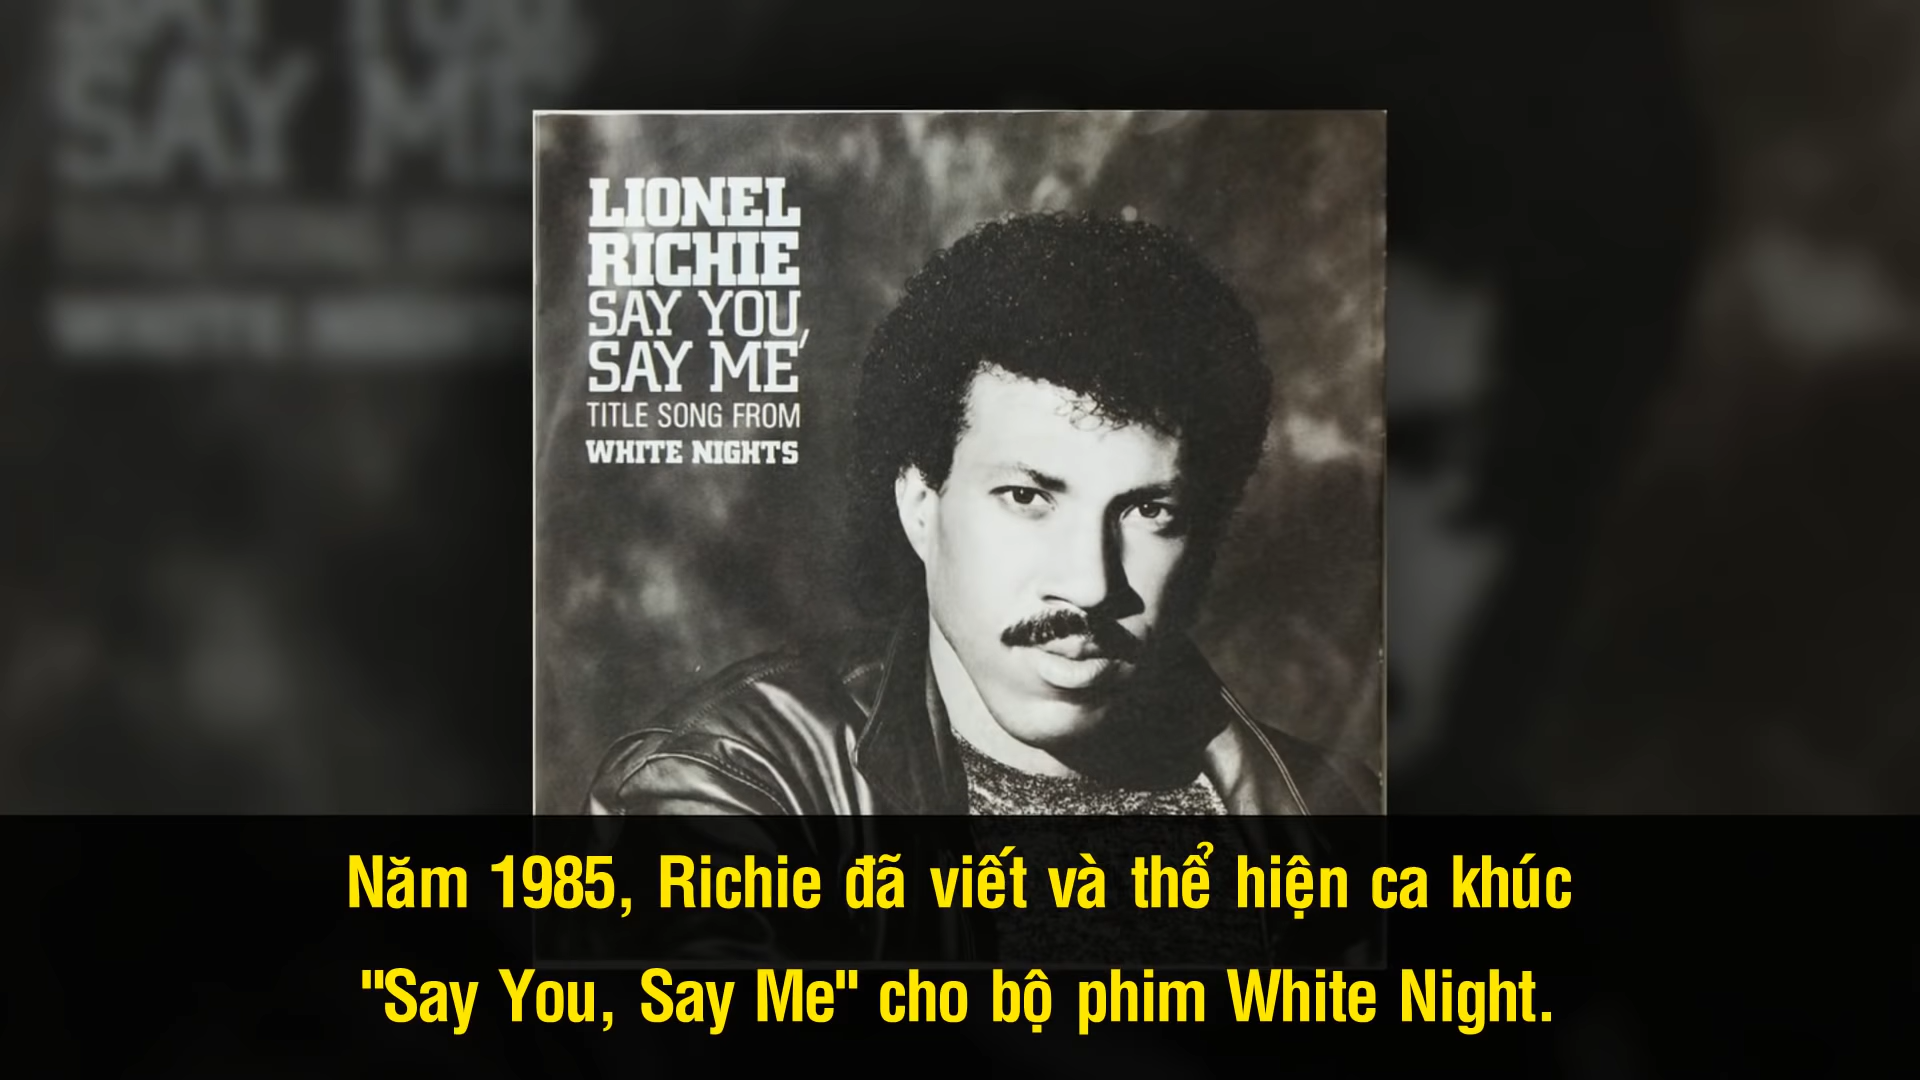 LIONEL
RICHIE
SAY YOU,
SAY ME
TITLE SONG FROM
WHITE NIGHTS
Năm 1985, Richie đã viết và thể hiện ca khúc
"Say You, Say Me" cho bộ phim White Night.